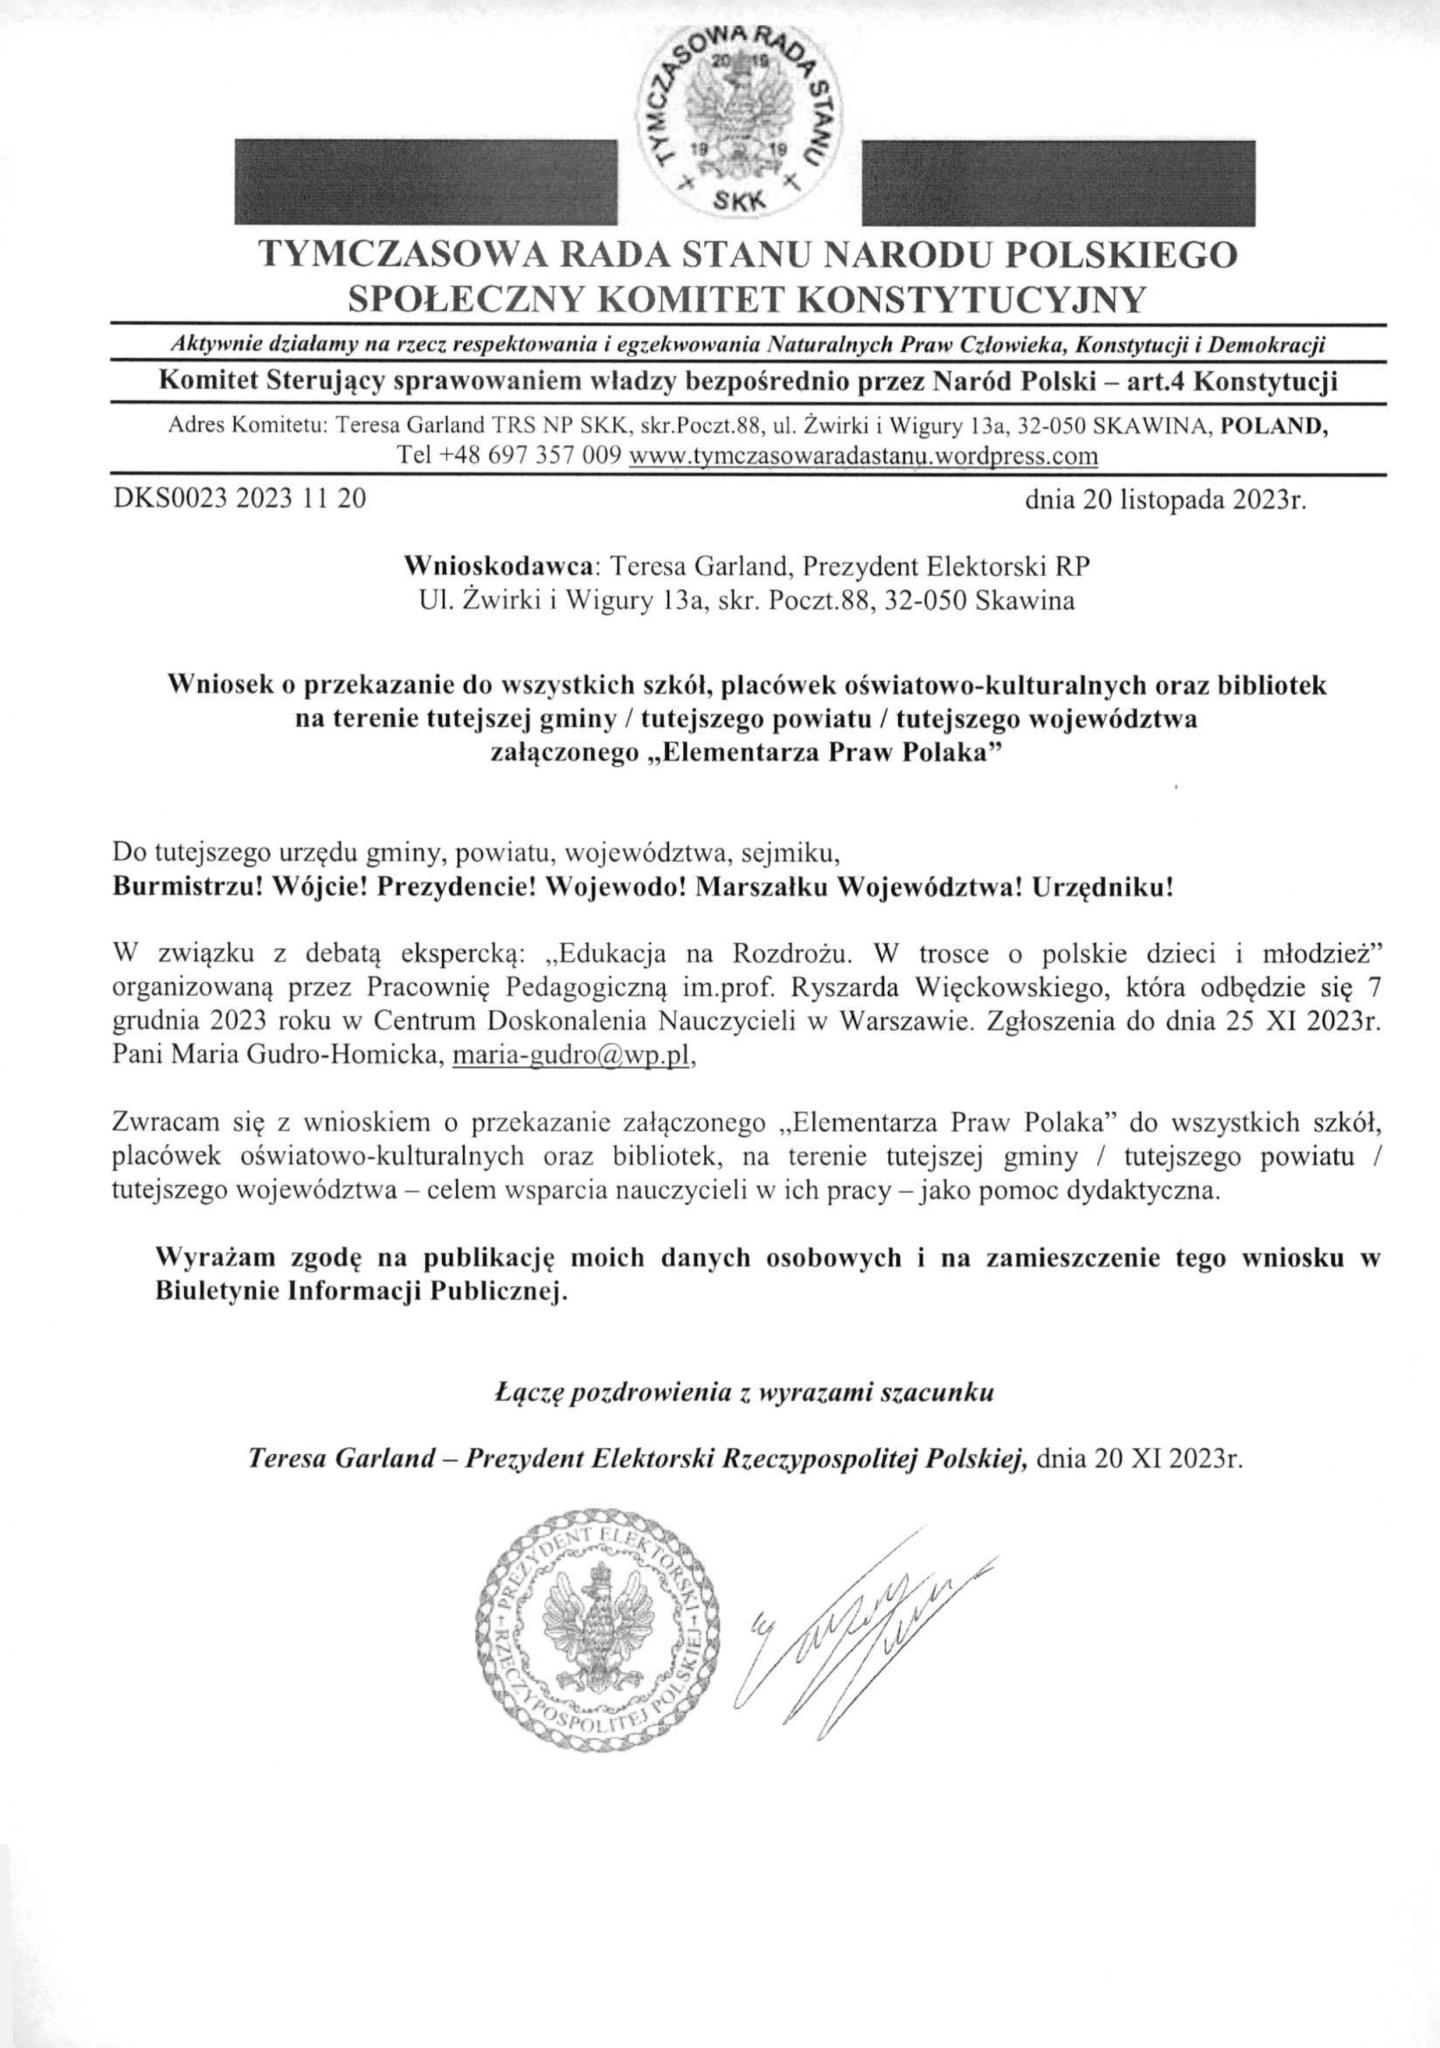 TYMCZASOWA RADA STANU
20 19
19 19
SKK
TYMCZASOWA RADA STANU NARODU POLSKIEGO
SPOŁECZNY KOMITET KONSTYTUCYJNY
Aktywnie działamy na rzecz respektowania i egzekwowania Naturalnych Praw Człowieka, Konstytucji i Demokracji
Komitet Sterujący sprawowaniem władzy bezpośrednio przez Naród Polski – art.4 Konstytucji
Adres Komitetu: Teresa Garland TRS NP SKK, skr.Poczt.88, ul. Żwirki i Wigury 13a, 32-050 SKAWINA, POLAND,
Tel +48 697 357 009 www.tymczasowaradastanu.wordpress.com
DKS0023 2023 11 20 dnia 20 listopada 2023r.
Wnioskodawca: Teresa Garland, Prezydent Elektorski RP
Ul. Żwirki i Wigury 13a, skr. Poczt.88, 32-050 Skawina
Wniosek o przekazanie do wszystkich szkół, placówek oświatowo-kulturalnych oraz bibliotek
na terenie tutejszej gminy / tutejszego powiatu / tutejszego województwa
załączonego „Elementarza Praw Polaka”
Do tutejszego urzędu gminy, powiatu, województwa, sejmiku,
Burmistrzu! Wójcie! Prezydencie! Wojewodo! Marszałku Województwa! Urzędniku!
W związku z debatą ekspercką: „Edukacja na Rozdrożu. W trosce o polskie dzieci i młodzież”
organizowaną przez Pracownię Pedagogiczną im.prof. Ryszarda Więckowskiego, która odbędzie się 7
grudnia 2023 roku w Centrum Doskonalenia Nauczycieli w Warszawie. Zgłoszenia do dnia 25 XI 2023r.
Pani Maria Gudro-Homicka, maria-gudro@wp.pl,
Zwracam się z wnioskiem o przekazanie załączonego „Elementarza Praw Polaka” do wszystkich szkół,
placówek oświatowo-kulturalnych oraz bibliotek, na terenie tutejszej gminy / tutejszego powiatu /
tutejszego województwa – celem wsparcia nauczycieli w ich pracy – jako pomoc dydaktyczna.
Wyrażam zgodę na publikację moich danych osobowych i na zamieszczenie tego wniosku w
Biuletynie Informacji Publicznej.
Łączę pozdrowienia z wyrazami szacunku
Teresa Garland – Prezydent Elektorski Rzeczypospolitej Polskiej, dnia 20 XI 2023r.
PREZYDENT ELEKTORSKI
RZECZYPOSPOLITEJ POLSKIEJ